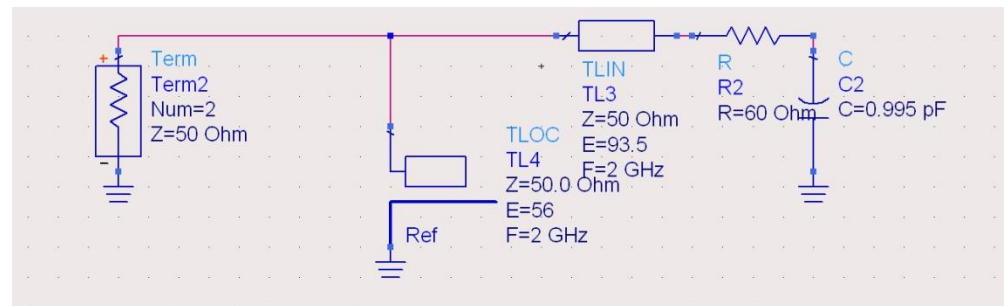 +
Term
Term2
Num=2
Z=50 Ohm
-
TLOC
TL4
Z=50.0 Ohm
E=56
F=2 GHz
Ref
TLIN
TL3
Z=50 Ohm
E=93.5
F=2 GHz
R
R2
R=60 Ohm
C
C2
C=0.995 pF